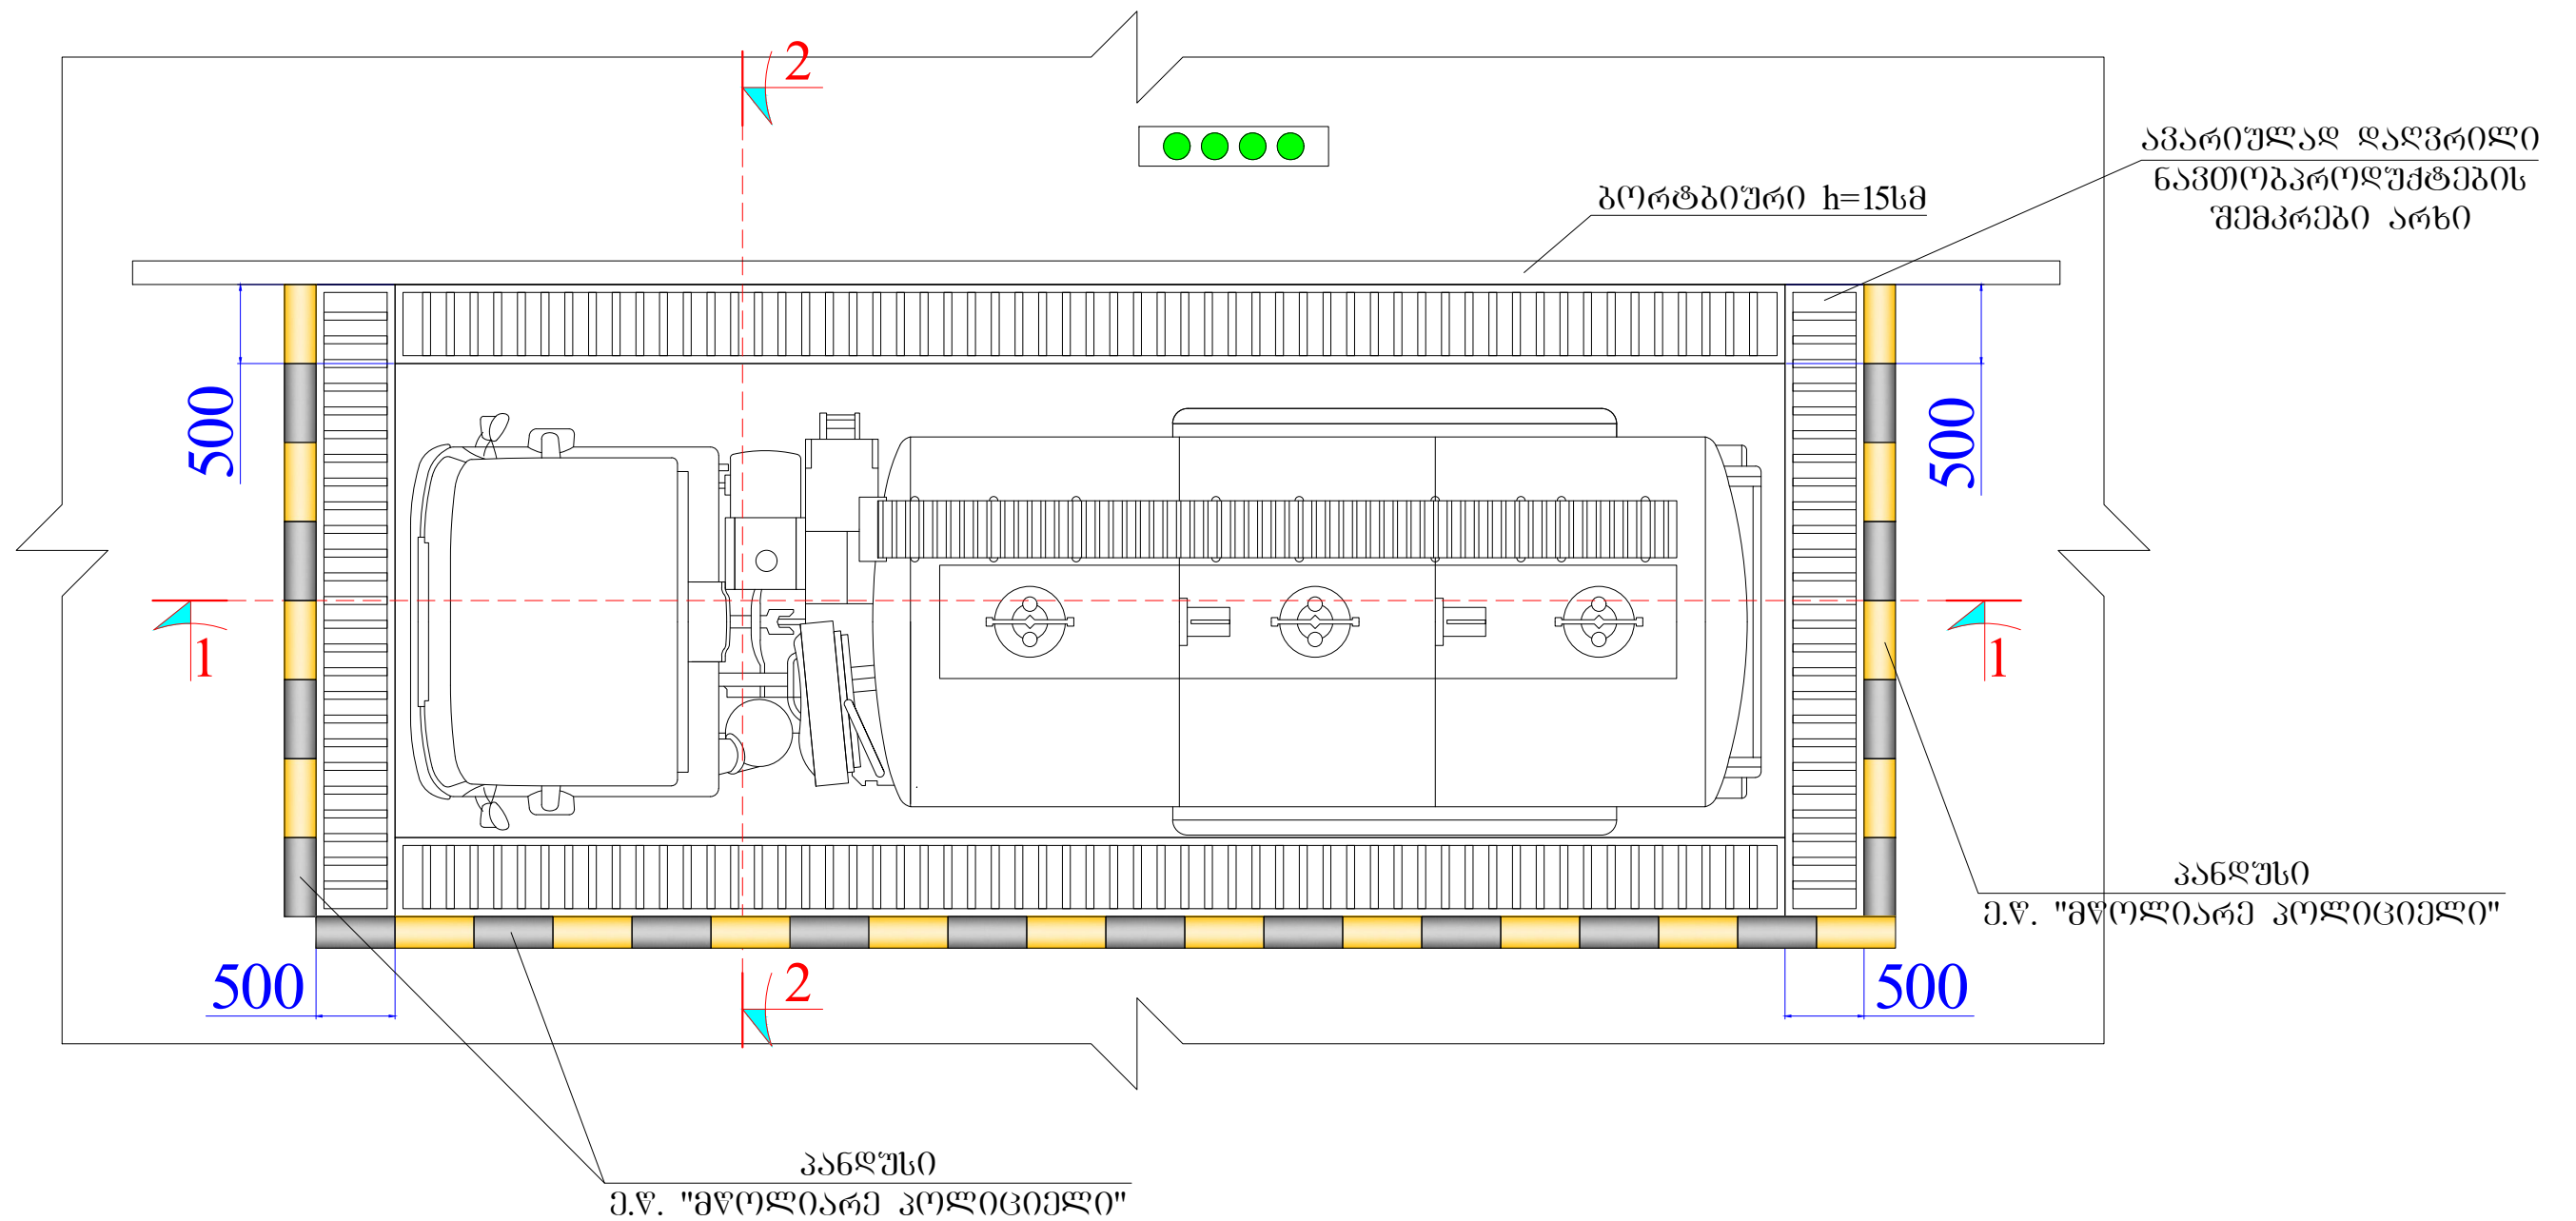 2
ავარიულად დაღვრილი
ნავთობპროდუქტების
შემკრები არხი
ბორტბიური h=15სმ
500
500
1
1
პანდუსი
ე.წ. "მწოლიარე პოლიციელი"
500
2
500
პანდუსი
ე.წ. "მწოლიარე პოლიციელი"